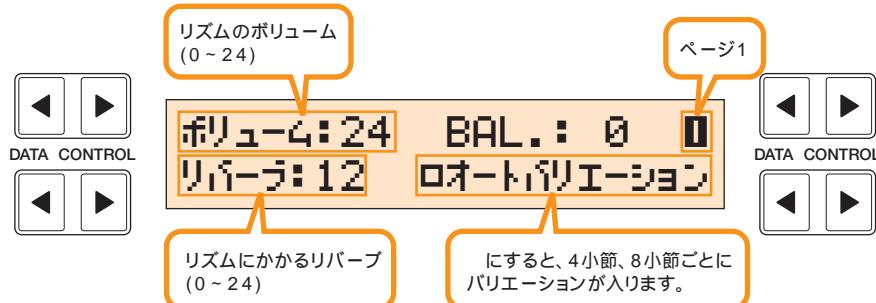 リズムのボリューム
(0~24)
ページ1
DATA CONTROL
ボリューム:24 BAL.: 0 1
リバーブ:12 □オートバリエーション
DATA CONTROL
リズムにかかるリバーブ
(0~24)
にすると、4小節、8小節ごとに
バリエーションが入ります。